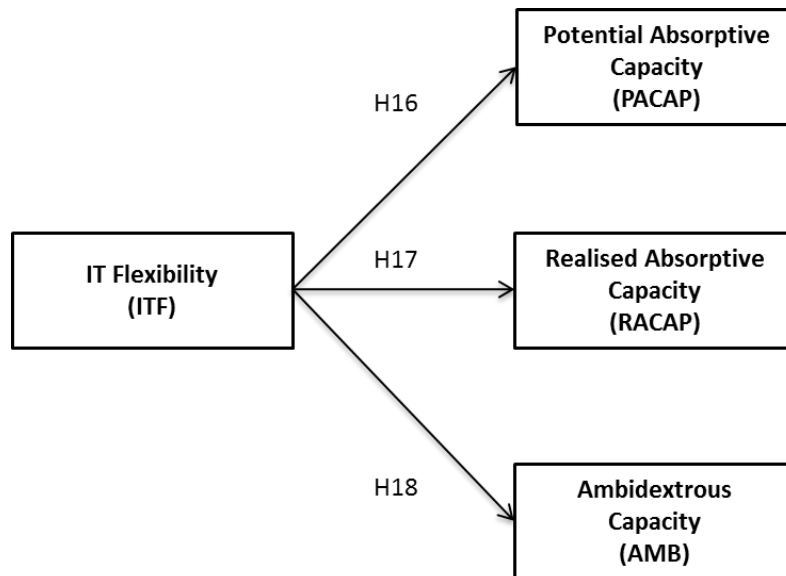 Potential Absorptive
Capacity
(PACAP)
H16
IT Flexibility
(ITF)
H17
Realised Absorptive
Capacity
(RACAP)
H18
Ambidextrous
Capacity
(AMB)